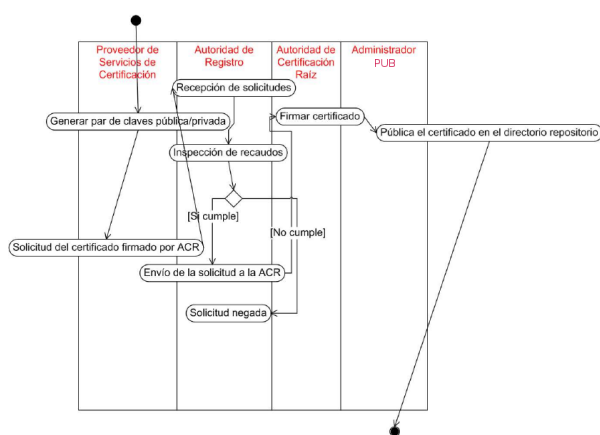 Proveedor de
Servicios de
Certificación
Autoridad de
Registro
Autoridad de
Certificación
Raíz
Administrador
PUB
Recepción de solicitudes
Generar par de claves pública/privada
Firmar certificado
Pública el certificado en el directorio repositorio
Inspección de recaudos
[Si cumple]
[No cumple]
Solicitud del certificado firmado por ACR
Envío de la solicitud a la ACR
Solicitud negada